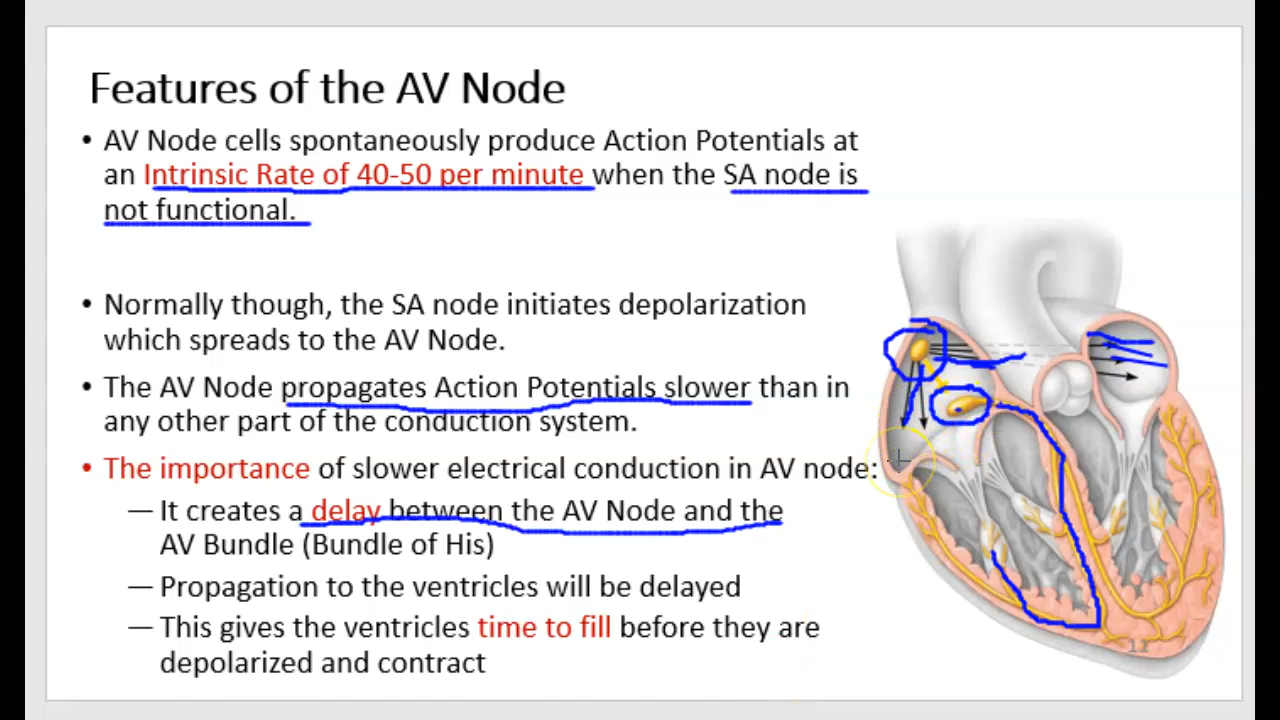 Features of the AV Node
• AV Node cells spontaneously produce Action Potentials at
an Intrinsic Rate of 40-50 per minute when the SA node is
not functional.
• Normally though, the SA node initiates depolarization
which spreads to the AV Node.
• The AV Node propagates Action Potentials slower than in
any other part of the conduction system.
• The importance of slower electrical conduction in AV node:
— It creates a delay between the AV Node and the
AV Bundle (Bundle of His)
— Propagation to the ventricles will be delayed
— This gives the ventricles time to fill before they are
depolarized and contract
11